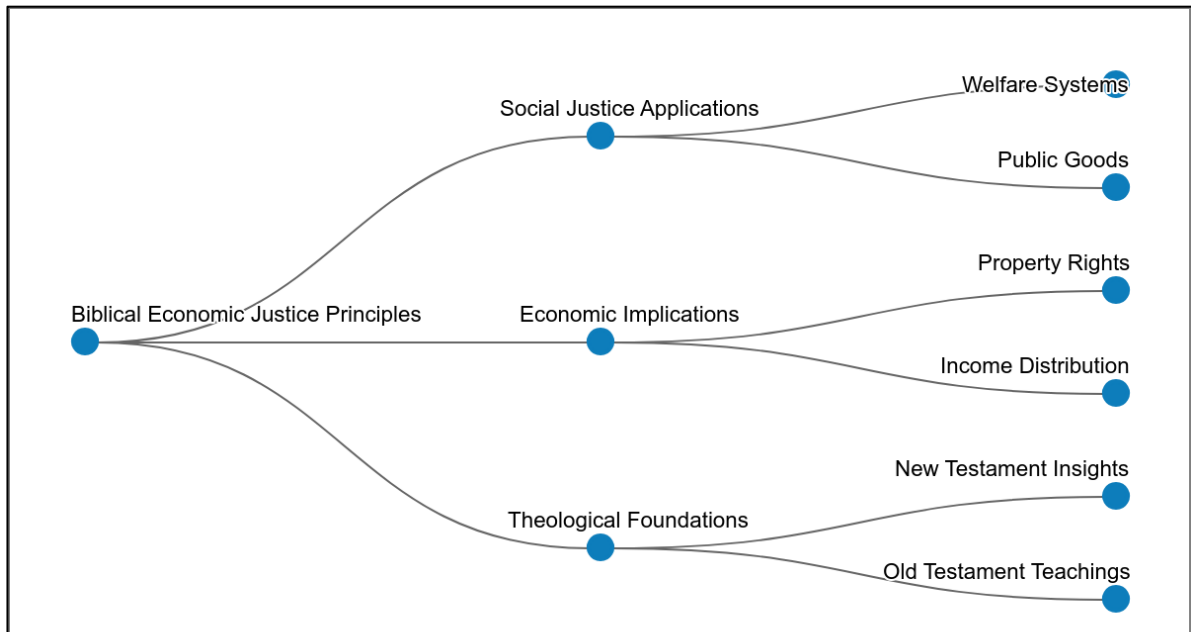 Welfare Systems
Social Justice Applications
Public Goods
Property Rights
Biblical Economic Justice Principles
Economic Implications
Income Distribution
New Testament Insights
Theological Foundations
Old Testament Teachings